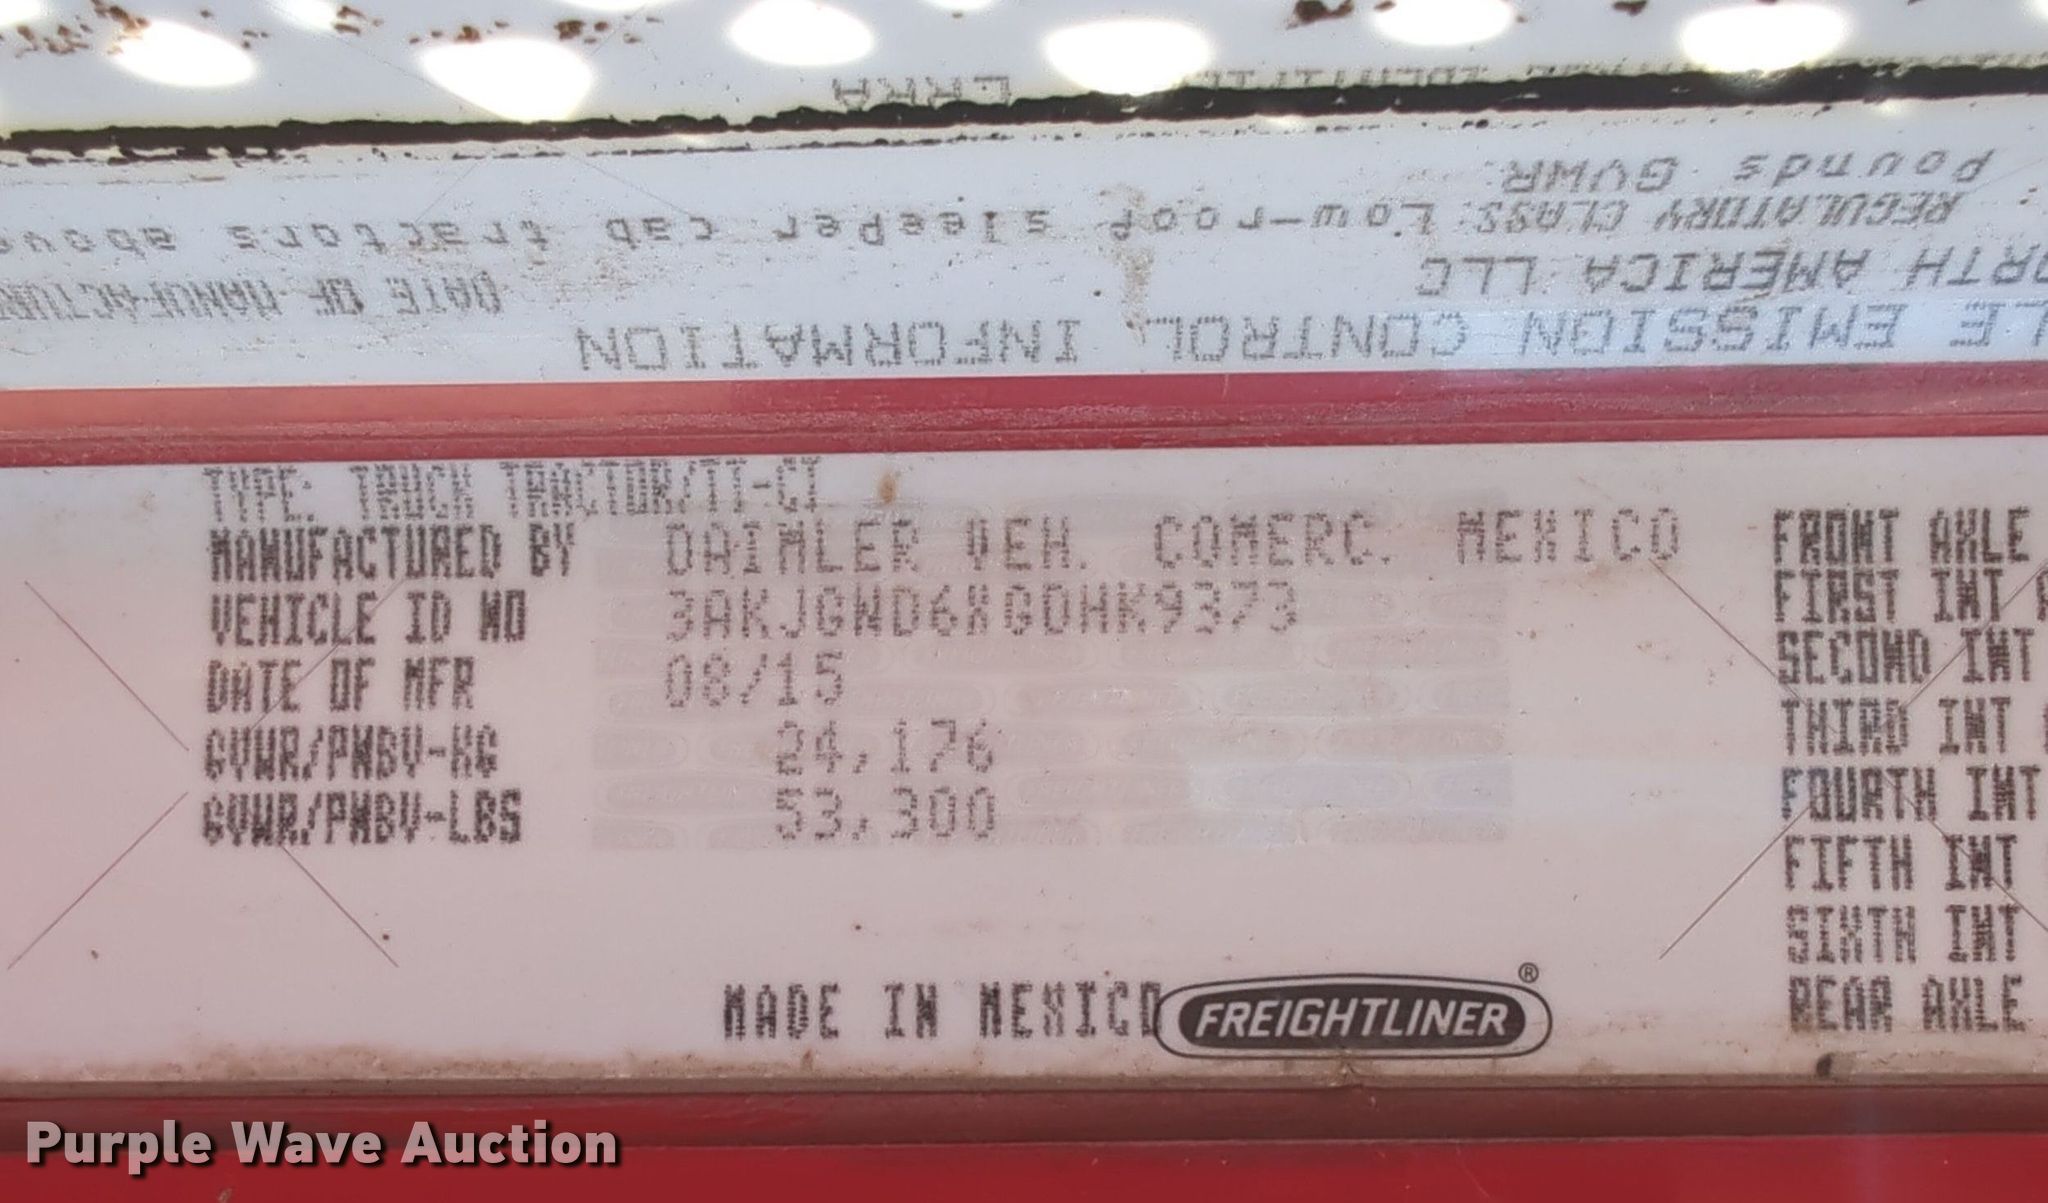 LE EMISSION CONTROL INFORMATION
ORTH AMERICA LLC
DATE OF MANUFACTURE
REGULATORY CLASS: Low-roof sleeper cab tractors above
Pounds GVWR.
TYPE: TRUCK TRACTOR/TT-CT
MANUFACTURED BY DAIMLER VEH. COMERC. MEXICO
VEHICLE ID NO 3AKJGND6XGDHK9373
DATE OF MFR 08/15
GVWR/PNBV-KG 24,176
GVWR/PNBV-LBS 53,300
MADE IN MEXICO
FREIGHTLINER®
FRONT AXLE
FIRST INT
SECOND INT
THIRD INT
FOURTH INT
FIFTH INT
SIXTH INT
REAR AXLE
Purple Wave Auction